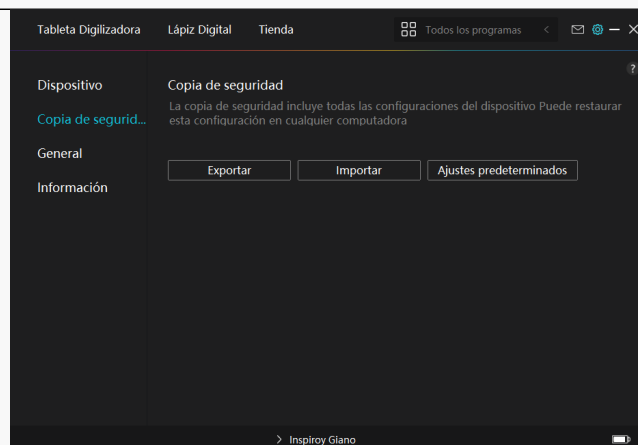 Tableta Digilizadora Lápiz Digital Tienda Todos los programas
?
Dispositivo
Copia de segurid...
General
Información
Copia de seguridad
La copia de seguridad incluye todas las configuraciones del dispositivo Puede restaurar
esta configuración en cualquier computadora
Exportar Importar Ajustes predeterminados
> Inspiroy Giano